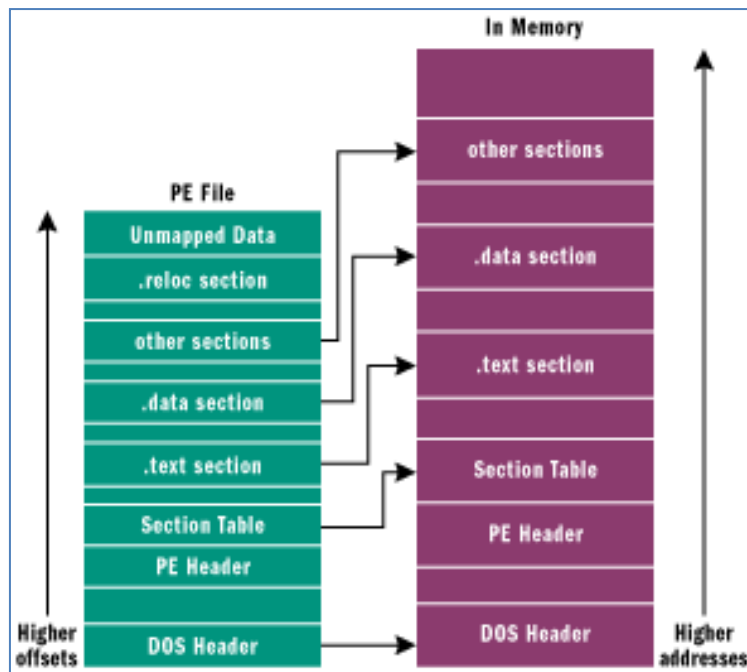 In Memory
other sections
.data section
.text section
Section Table
PE Header
DOS Header
Higher
addresses
PE File
Unmapped Data
.reloc section
other sections
.data section
.text section
Section Table
PE Header
DOS Header
Higher
offsets